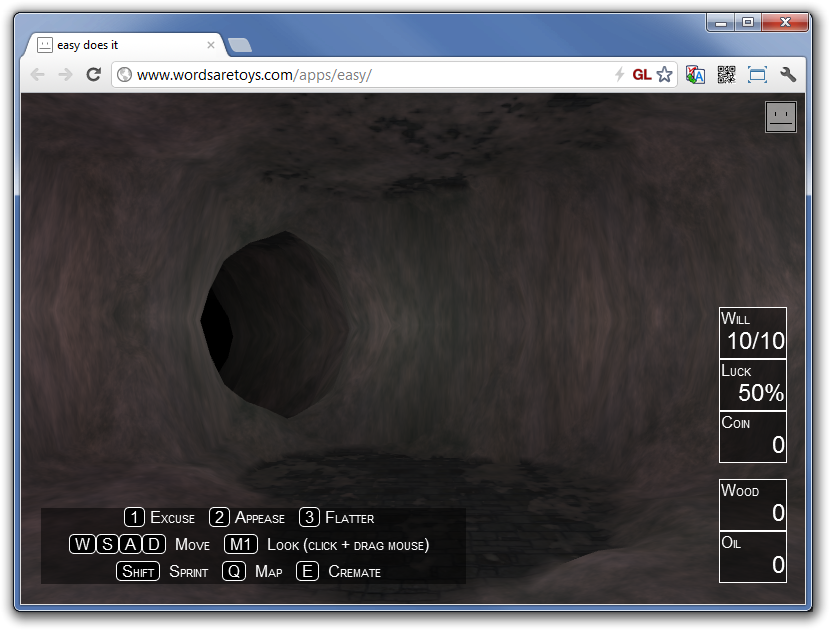 easy does it
www.wordsaretoys.com/apps/easy/
GL
Will
10/10
Luck
50%
Coin
0
Wood
0
Oil
0
1 Excuse 2 Appease 3 Flatter
W S A D Move M1 Look (click + drag mouse)
Shift Sprint Q Map E Cremate